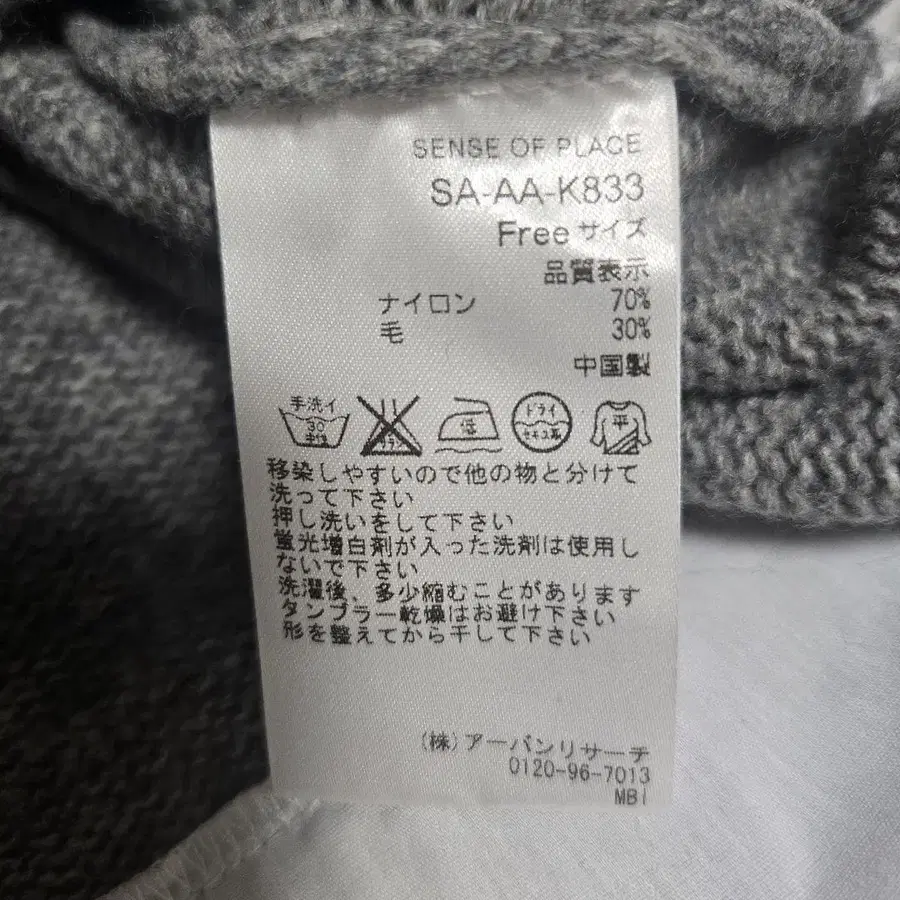 SENSE OF PLACE
SA-AA-K833
Free サイズ
品質表示
ナイロン 70%
毛 30%
中国製
手洗イ
30
中性
低
ドライ
セキユ系
平
移染しやすいので他の物と分けて
洗って下さい
押し洗いをして下さい
蛍光増白剤が入った洗剤は使用し
ないで下さい
洗濯後、多少縮むことがあります
タンブラー乾燥はお避け下さい
形を整えてから干して下さい
(株)アーバンリサーチ
0120-96-7013
MBI